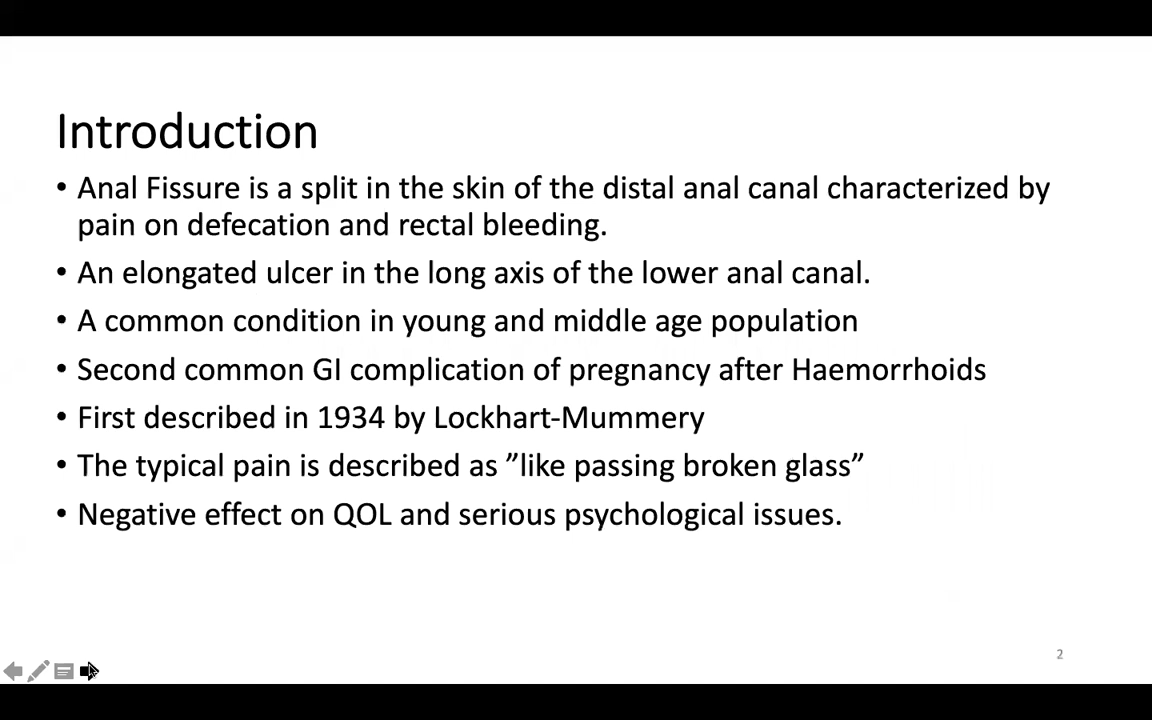 Introduction
• Anal Fissure is a split in the skin of the distal anal canal characterized by
pain on defecation and rectal bleeding.
• An elongated ulcer in the long axis of the lower anal canal.
• A common condition in young and middle age population
• Second common GI complication of pregnancy after Haemorrhoids
• First described in 1934 by Lockhart-Mummery
• The typical pain is described as ”like passing broken glass”
• Negative effect on QOL and serious psychological issues.
2